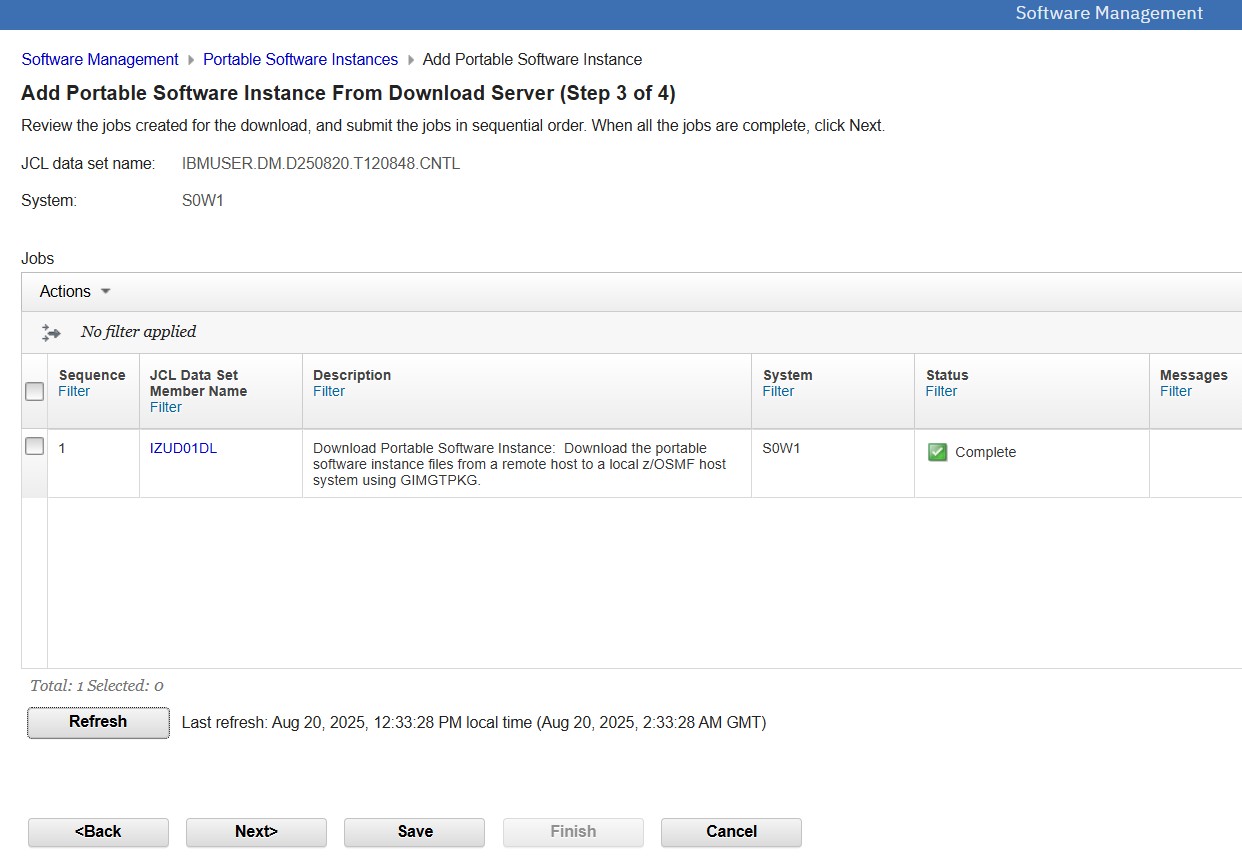 Software Management
Software Management Portable Software Instances Add Portable Software Instance
Add Portable Software Instance From Download Server (Step 3 of 4)
Review the jobs created for the download, and submit the jobs in sequential order. When all the jobs are complete, click Next.
JCL data set name: IBMUSER.DM.D250820.T120848.CNTL
System: S0W1
Jobs
Actions
No filter applied
Sequence
Filter
JCL Data Set
Member Name
Filter
Description
Filter
System
Filter
Status
Filter
Messages
Filter
1
IZUD01DL
Download Portable Software Instance:  Download the portable
software instance files from a remote host to a local z/OSMF host
system using GIMGTPKG.
S0W1
Complete
Total: 1 Selected: 0
Refresh Last refresh: Aug 20, 2025, 12:33:28 PM local time (Aug 20, 2025, 2:33:28 AM GMT)
<Back Next> Save Finish Cancel